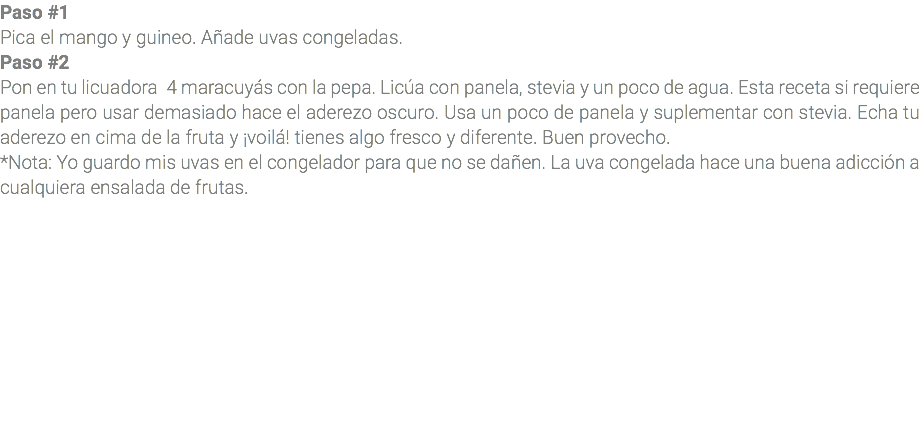 Paso #1
Pica el mango y guineo. Añade uvas congeladas.
Paso #2
Pon en tu licuadora  4 maracuyás con la pepa. Licúa con panela, stevia y un poco de agua. Esta receta si requiere
panela pero usar demasiado hace el aderezo oscuro. Usa un poco de panela y suplementar con stevia. Echa tu
aderezo en cima de la fruta y ¡voilá! tienes algo fresco y diferente. Buen provecho.
*Nota: Yo guardo mis uvas en el congelador para que no se dañen. La uva congelada hace una buena adicción a
cualquiera ensalada de frutas.